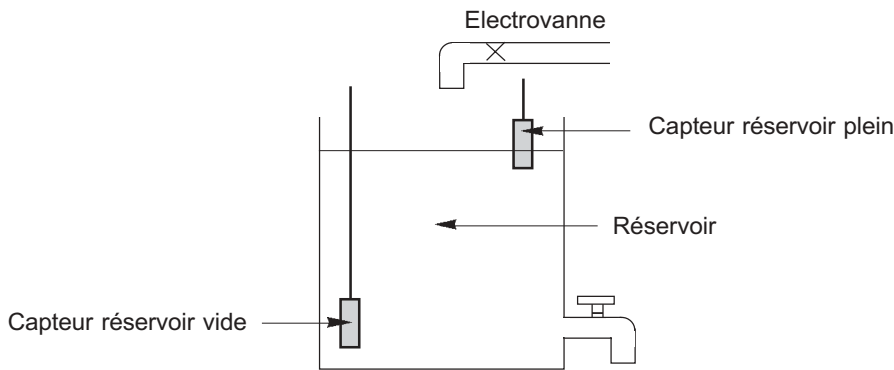 Electrovanne
Capteur réservoir plein
Réservoir
Capteur réservoir vide